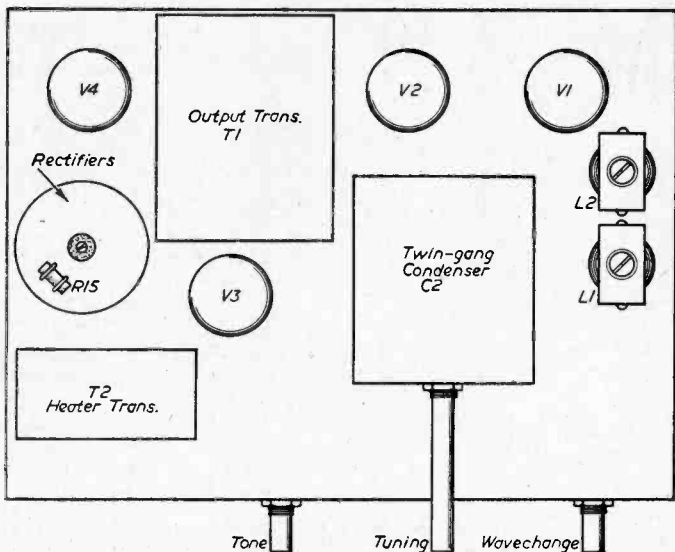 V4
Output Trans.
T1
V2
V1
Rectifiers
L2
R15
V3
Twin-gang
Condenser
C2
L1
T2
Heater Trans.
Tone
Tuning
Wavechange